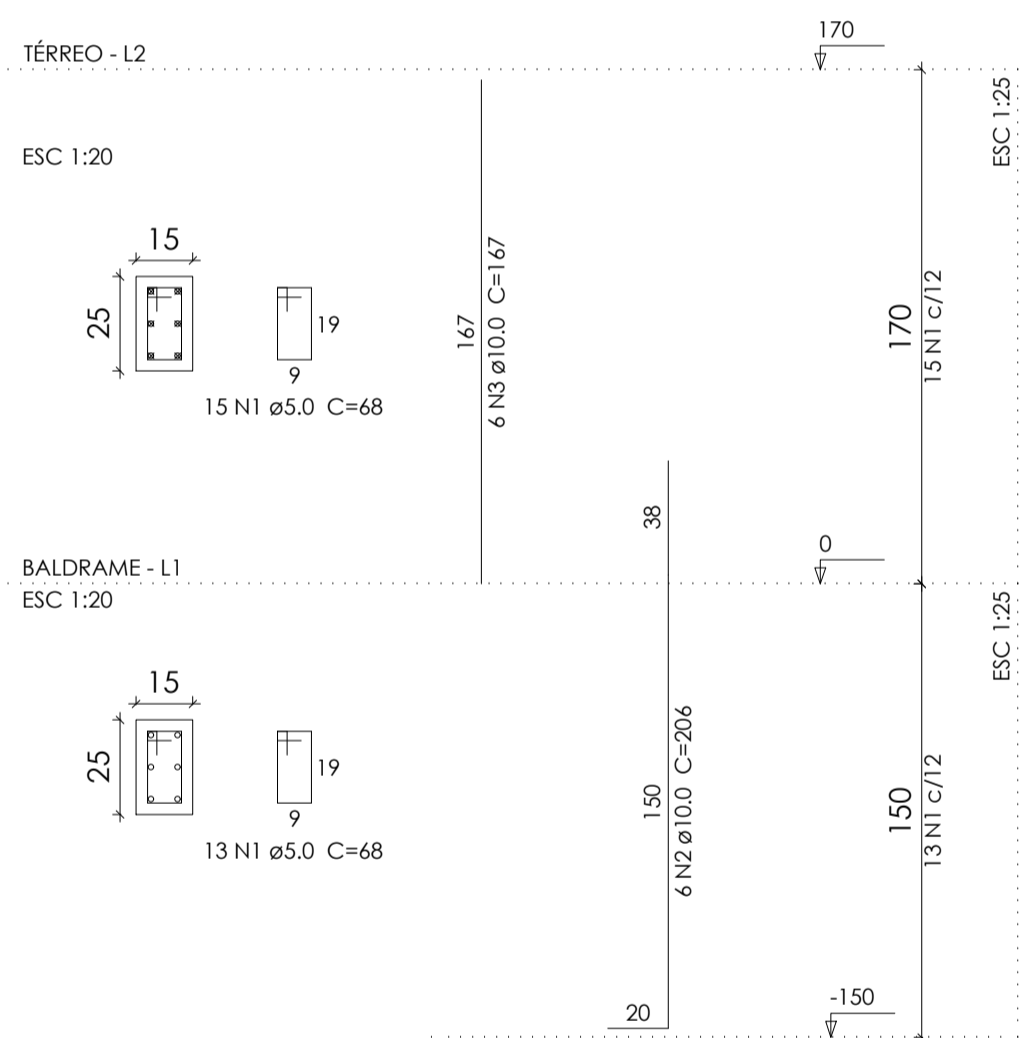 TÉRREO - L2
170
ESC 1:20
ESC 1:25
15
25
19
9
15 N1 ø5.0 C=68
167
6 N3 ø10.0 C=167
170
15 N1 c/12
38
BALDRAME - L1
0
ESC 1:20
ESC 1:25
15
25
19
9
13 N1 ø5.0 C=68
150
6 N2 ø10.0 C=206
150
13 N1 c/12
20
-150